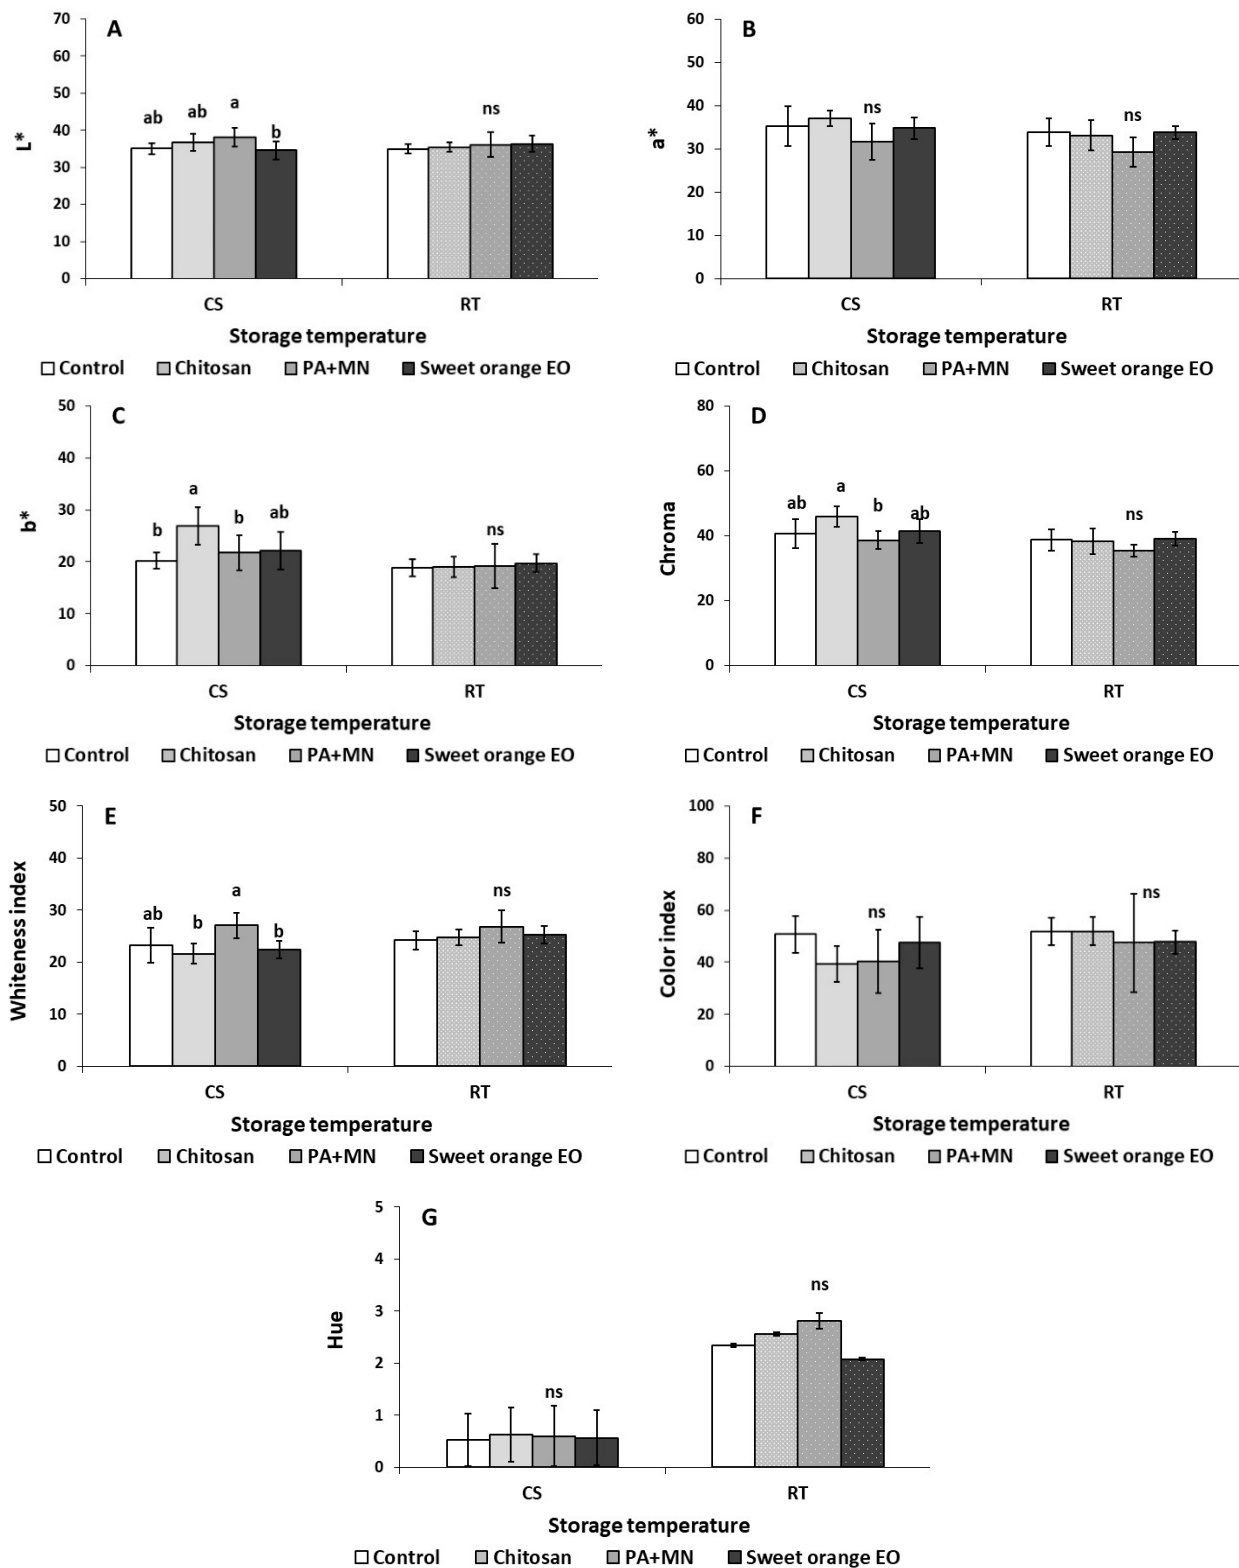 A
B
70
60
50
40
30
20
10
0
L*
ab
ab
a
b
ns
CS
RT
Storage temperature
Control Chitosan PA+MN Sweet orange EO
60
50
40
30
20
10
0
a*
ns
ns
CS
RT
Storage temperature
Control Chitosan PA+MN Sweet orange EO
C
50
40
30
20
10
0
b*
b
a
b
ab
ns
CS
RT
Storage temperature
Control Chitosan PA+MN Sweet orange EO
D
80
60
40
20
0
Chroma
ab
a
b
ab
ns
CS
RT
Storage temperature
Control Chitosan PA+MN Sweet orange EO
E
50
40
30
20
10
0
Whiteness index
ab
b
a
b
ns
CS
RT
Storage temperature
Control Chitosan PA+MN Sweet orange EO
F
100
80
60
40
20
0
Color index
ns
ns
CS
RT
Storage temperature
Control Chitosan PA+MN Sweet orange EO
G
5
4
3
2
1
0
Hue
ns
ns
CS
RT
Storage temperature
Control Chitosan PA+MN Sweet orange EO